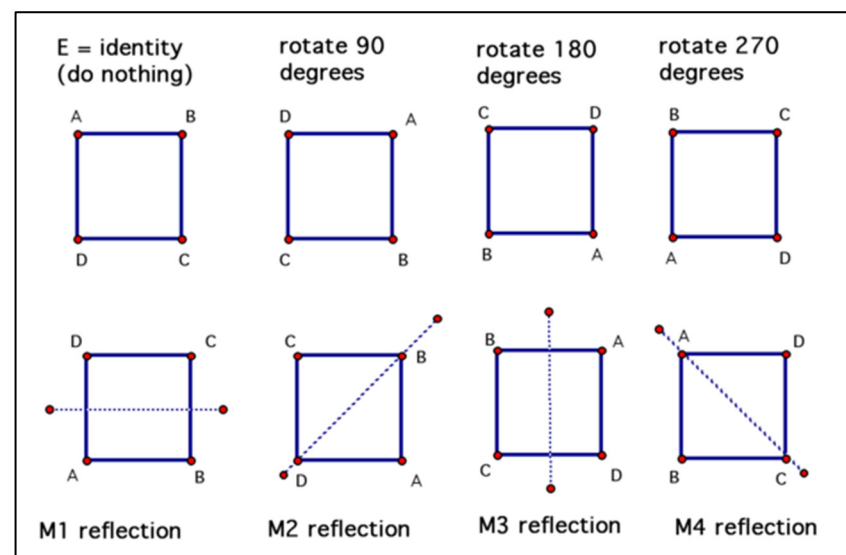 E = identity
(do nothing)
rotate 90
degrees
rotate 180
degrees
rotate 270
degrees
A B
D C
D A
C B
C D
B A
B C
A D
D C
A B
C B
D A
B A
C D
A D
B C
M1 reflection
M2 reflection
M3 reflection
M4 reflection